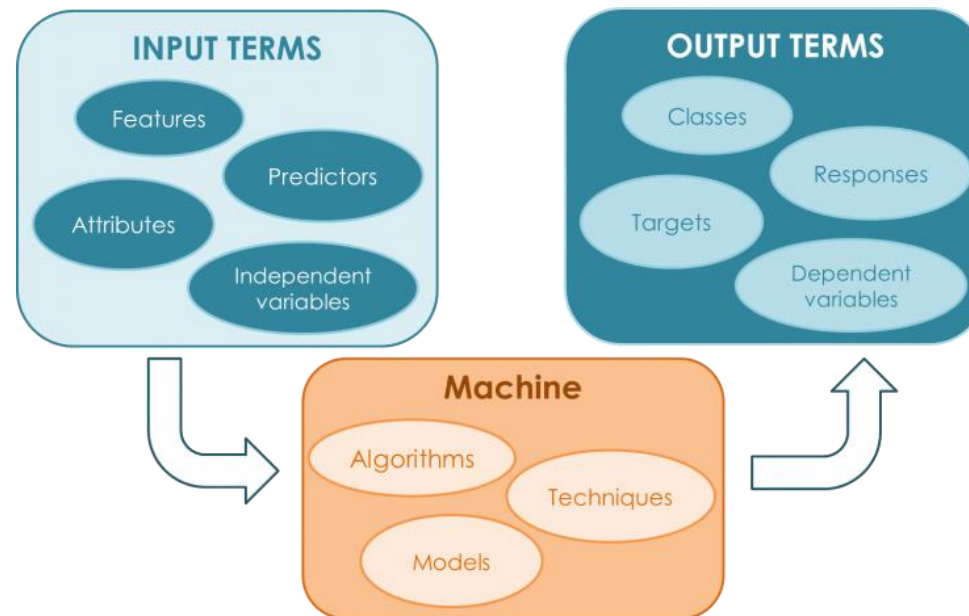 INPUT TERMS
Features
Predictors
Attributes
Independent
variables
OUTPUT TERMS
Classes
Responses
Targets
Dependent
variables
Machine
Algorithms
Techniques
Models